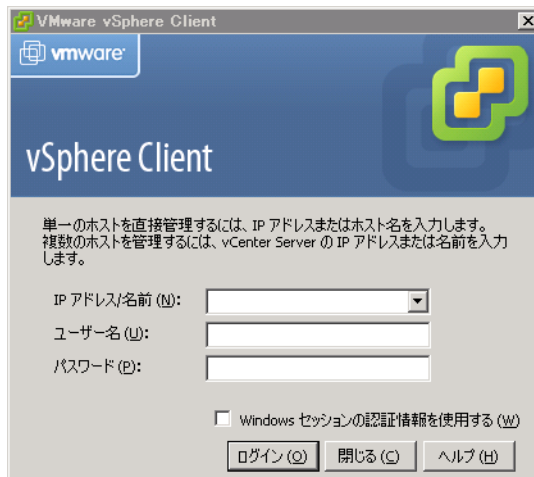 VMware vSphere Client
vmware
vSphere Client
単一のホストを直接管理するには、IP アドレスまたはホスト名を入力します。
複数のホストを管理するには、vCenter Server の IP アドレスまたは名前を入力
します。
IP アドレス/名前 (N):
ユーザー名 (U):
パスワード (P):
Windows セッションの認証情報を使用する (W)
ログイン (O) 閉じる (C) ヘルプ (H)